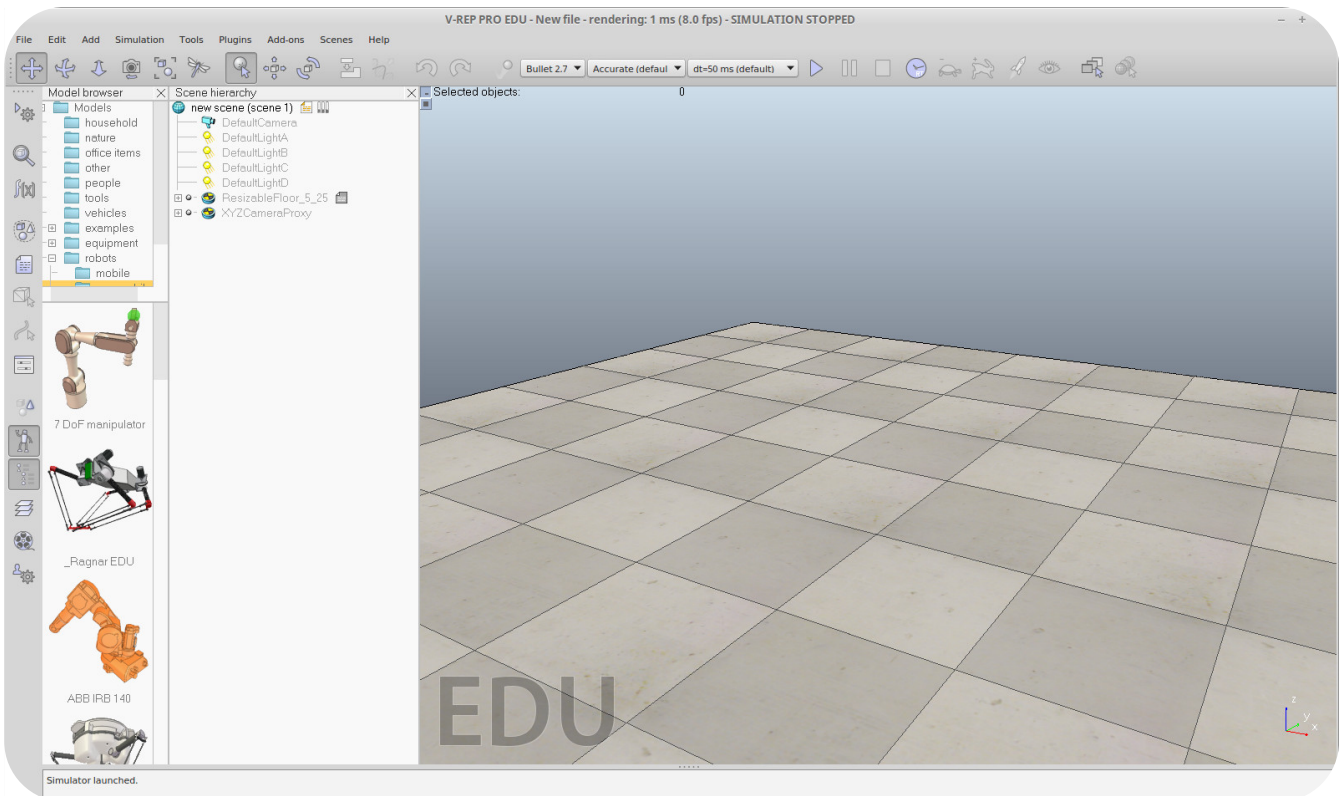 V-REP PRO EDU - New file - rendering: 1 ms (8.0 fps) - SIMULATION STOPPED
File Edit Add Simulation Tools Plugins Add-ons Scenes Help
Bullet 2.7 Accurate (defaul dt=50 ms (default)
Model browser
Models
household
nature
office items
other
people
tools
vehicles
examples
equipment
robots
mobile
7 DoF manipulator
_Ragnar EDU
ABB IRB 140
Scene hierarchy
new scene (scene 1)
DefaultCamera
DefaultLightA
DefaultLightB
DefaultLightC
DefaultLightD
ResizableFloor_5_25
XYZCameraProxy
Selected objects: 0
f(x)
EDU
z
y
x
Simulator launched.